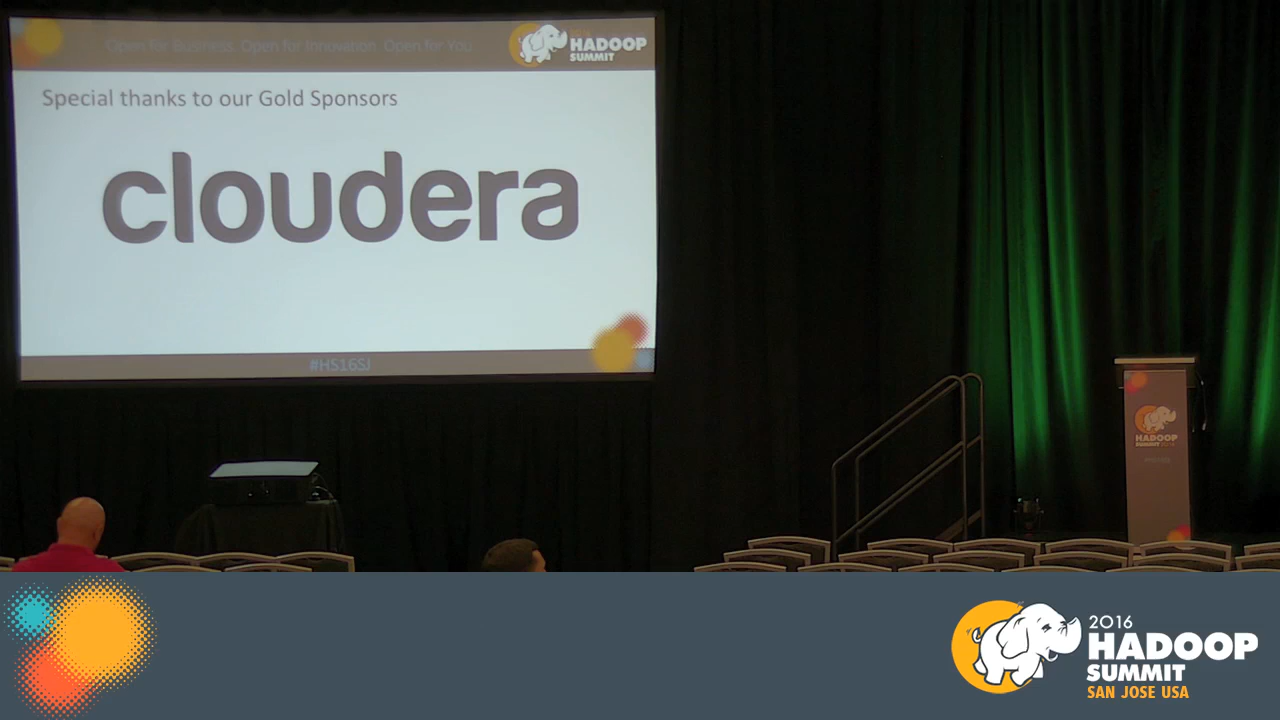 Open for Business. Open for Innovation. Open for You.
HADOOP
SUMMIT
Special thanks to our Gold Sponsors
cloudera
#HS16SJ
HADOOP
SUMMIT
2016
HADOOP
SUMMIT
SAN JOSE USA